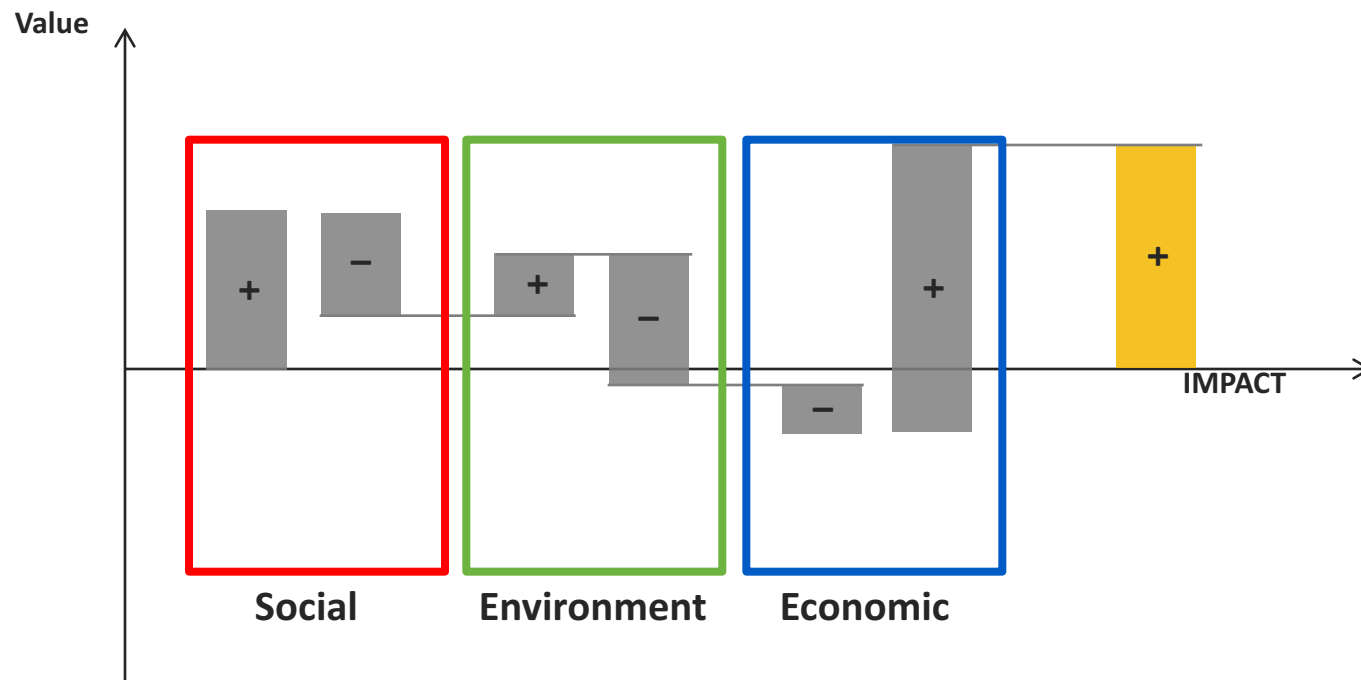 Value
+
–
+
–
–
+
+
IMPACT
Social
Environment
Economic